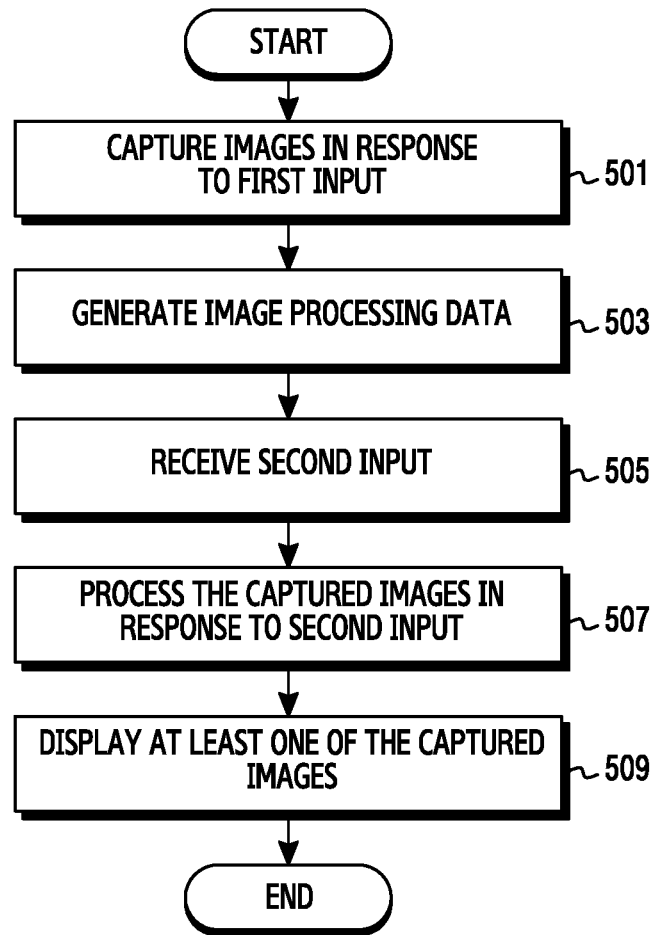 START
CAPTURE IMAGES IN RESPONSE
TO FIRST INPUT
501
GENERATE IMAGE PROCESSING DATA
503
RECEIVE SECOND INPUT
505
PROCESS THE CAPTURED IMAGES IN
RESPONSE TO SECOND INPUT
507
DISPLAY AT LEAST ONE OF THE CAPTURED
IMAGES
509
END